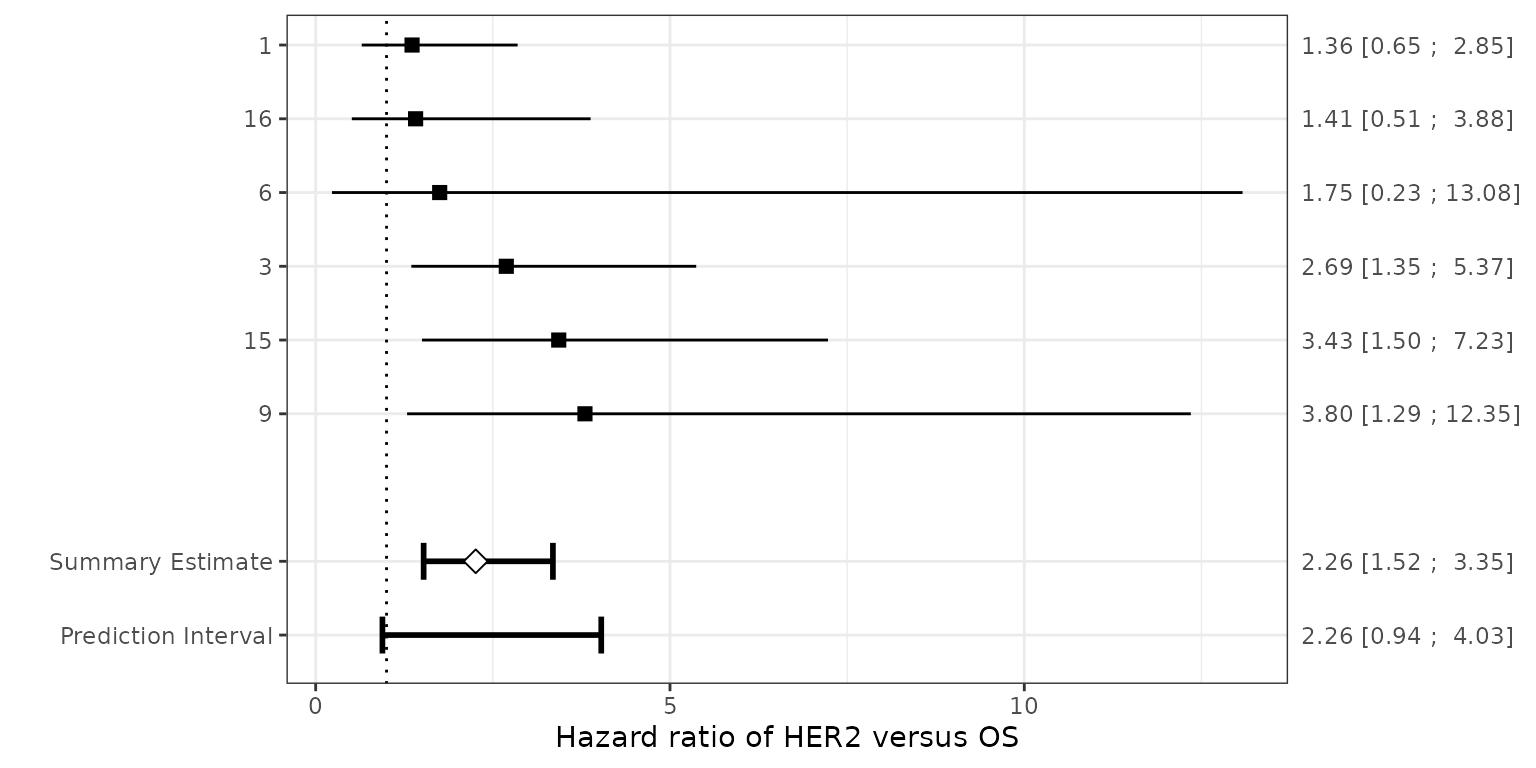 1 1.36 [0.65 ;  2.85]
16 1.41 [0.51 ;  3.88]
6 1.75 [0.23 ; 13.08]
3 2.69 [1.35 ;  5.37]
15 3.43 [1.50 ;  7.23]
9 3.80 [1.29 ; 12.35]
Summary Estimate 2.26 [1.52 ;  3.35]
Prediction Interval 2.26 [0.94 ;  4.03]
0 5 10
Hazard ratio of HER2 versus OS